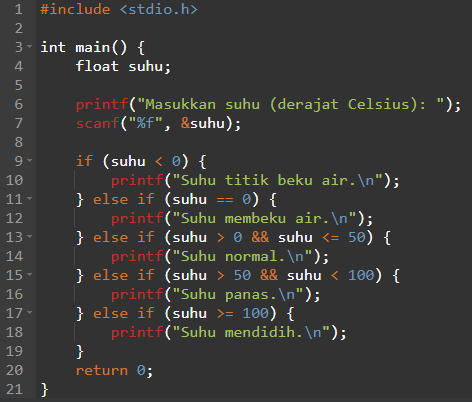 1 #include <stdio.h>
2
3 int main() {
4     float suhu;
5
6     printf("Masukkan suhu (derajat Celsius): ");
7     scanf("%f", &suhu);
8
9     if (suhu < 0) {
10         printf("Suhu titik beku air.\n");
11     } else if (suhu == 0) {
12         printf("Suhu membeku air.\n");
13     } else if (suhu > 0 && suhu <= 50) {
14         printf("Suhu normal.\n");
15     } else if (suhu > 50 && suhu < 100) {
16         printf("Suhu panas.\n");
17     } else if (suhu >= 100) {
18         printf("Suhu mendidih.\n");
19     }
20     return 0;
21 }